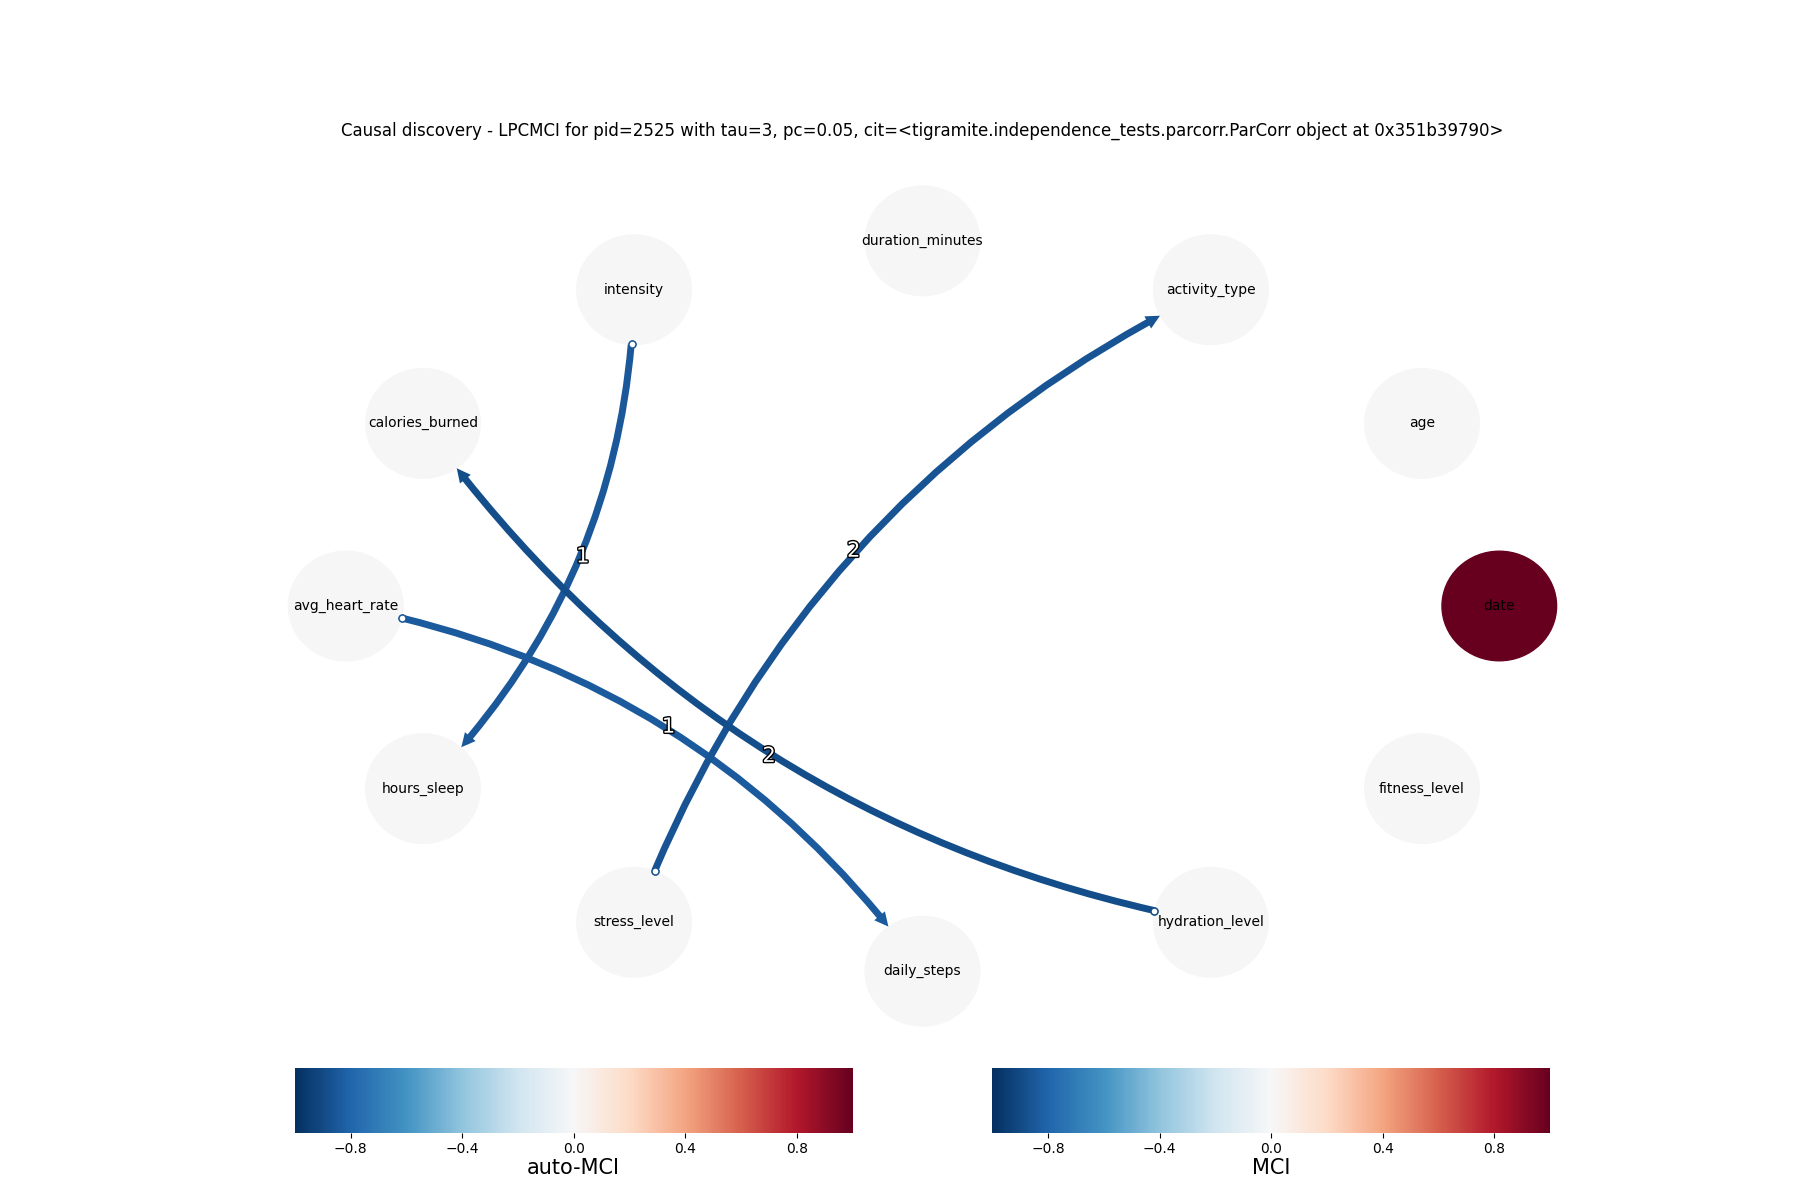 Causal discovery - LPCMCI for pid=2525 with tau=3, pc=0.05, cit=<tigramite.independence_tests.parcorr.ParCorr object at 0x351b39790>
duration_minutes
intensity
activity_type
calories_burned
age
1
2
avg_heart_rate
date
1
2
hours_sleep
fitness_level
stress_level
hydration_level
daily_steps
−0.8 −0.4 0.0 0.4 0.8
auto-MCI
−0.8 −0.4 0.0 0.4 0.8
MCI